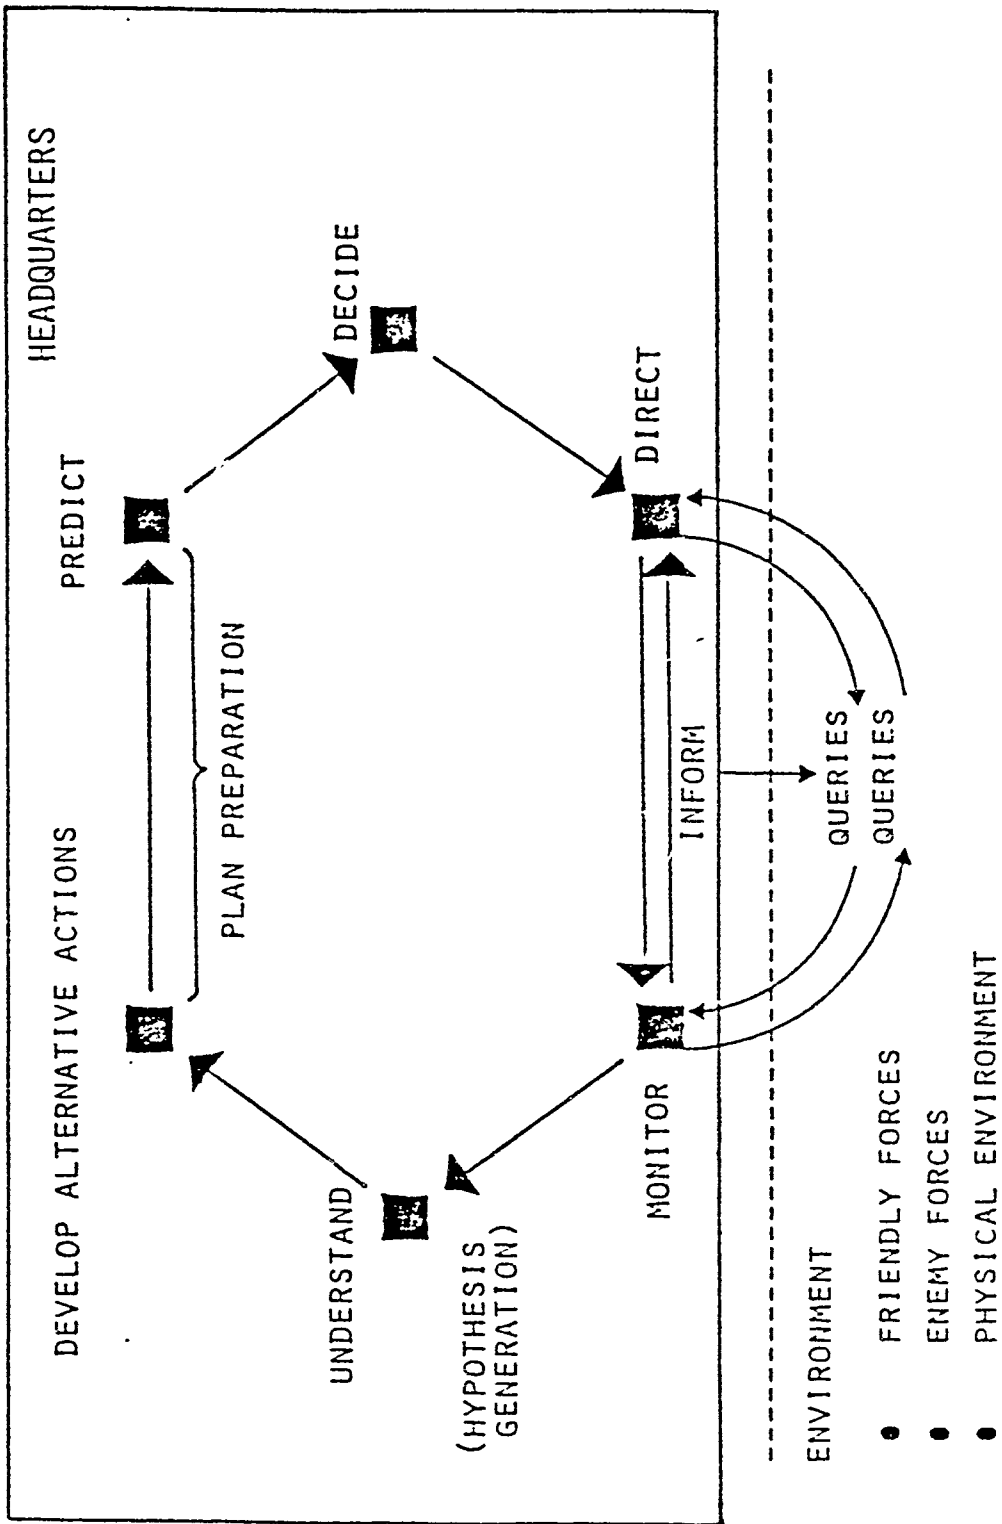 HEADQUARTERS
DEVELOP ALTERNATIVE ACTIONS
PREDICT
PLAN PREPARATION
UNDERSTAND
DECIDE
(HYPOTHESIS
GENERATION)
MONITOR
DIRECT
INFORM
QUERIES
QUERIES
ENVIRONMENT
• FRIENDLY FORCES
• ENEMY FORCES
• PHYSICAL ENVIRONMENT